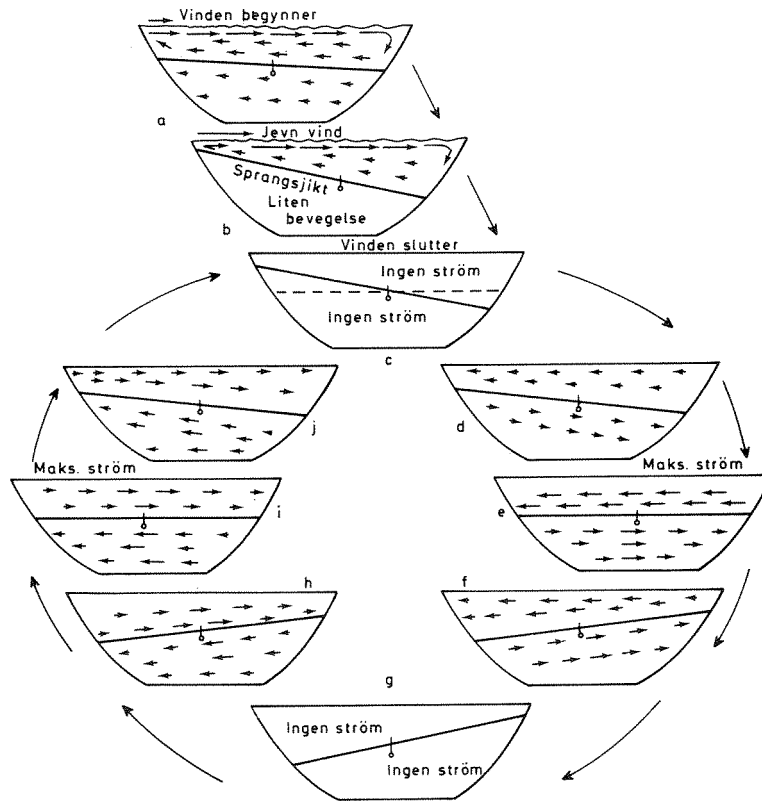 Vinden begynner
a
Jevn vind
Sprangsjikt
Liten
bevegelse
b
Vinden slutter
Ingen ström
Ingen ström
c
j
d
Maks. ström
Maks. ström
i
e
h
f
g
Ingen ström
Ingen ström